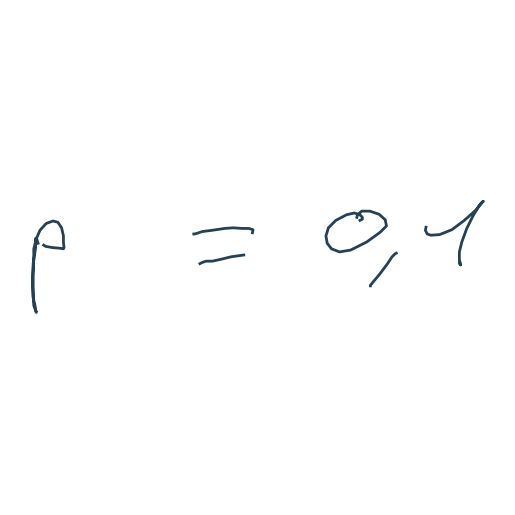 p = 0,1